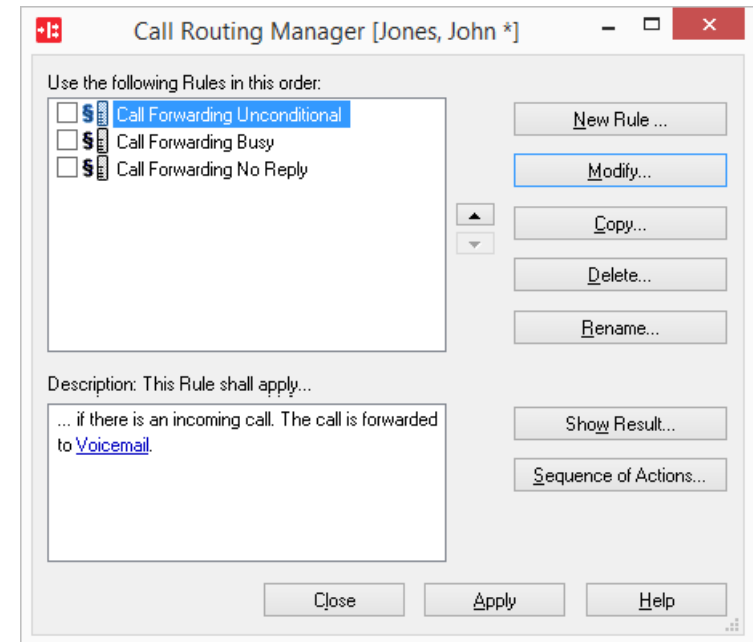 Call Routing Manager [Jones, John *]
Use the following Rules in this order:
§ Call Forwarding Unconditional
§ Call Forwarding Busy
§ Call Forwarding No Reply
New Rule ...
Modify...
Copy...
Delete...
Rename...
Description: This Rule shall apply...
... if there is an incoming call. The call is forwarded
to Voicemail.
Show Result...
Sequence of Actions...
Close
Apply
Help